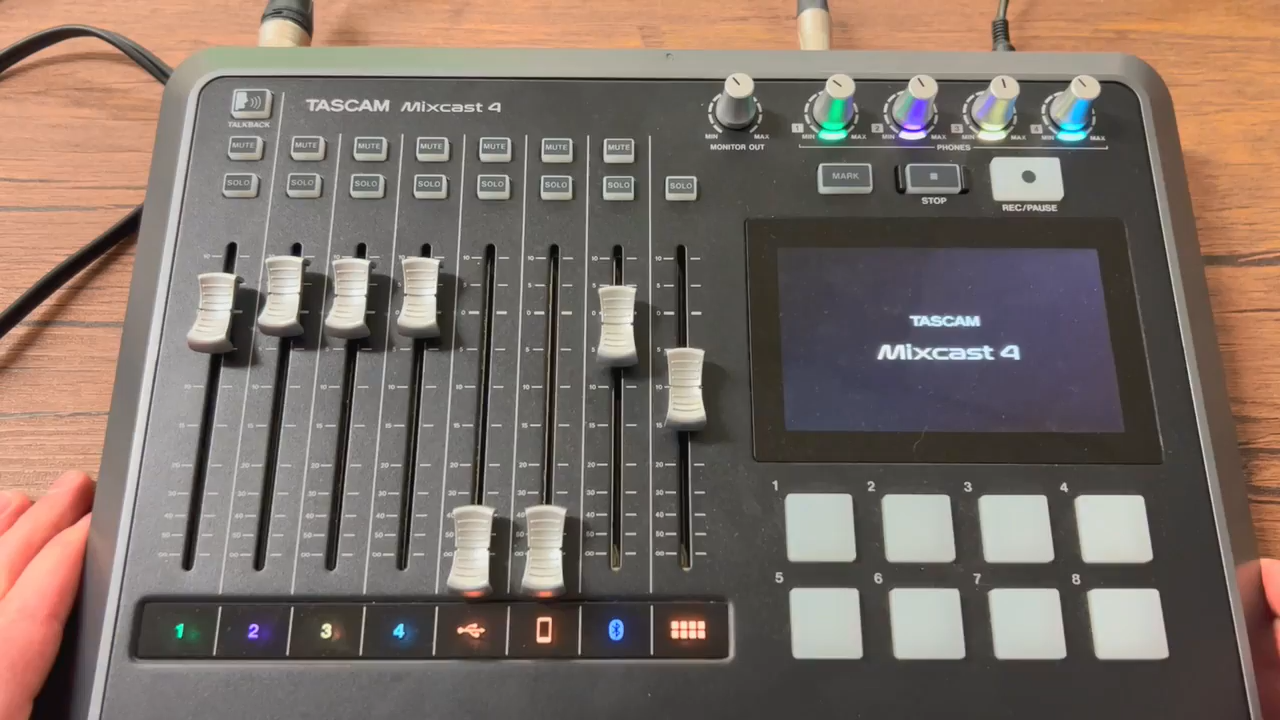 TALKBACK
TASCAM Mixcast 4
MUTE MUTE MUTE MUTE MUTE MUTE MUTE
SOLO SOLO SOLO SOLO SOLO SOLO SOLO SOLO
MIN MAX
MONITOR OUT
1 MIN MAX 2 MIN MAX 3 MIN MAX 4 MIN MAX
PHONES
MARK
STOP
REC/PAUSE
TASCAM
Mixcast 4
1 2 3 4
5 6 7 8
1 2 3 4